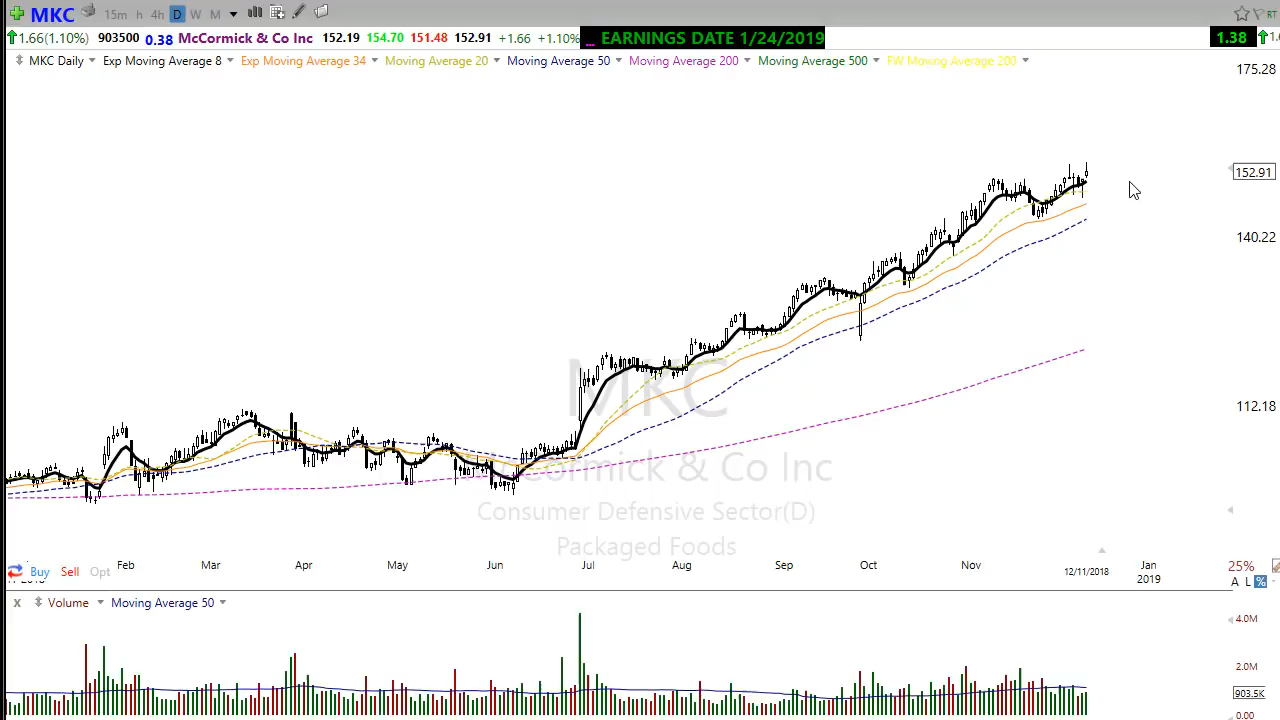 MKC 15m h 4h D W M RT
1.66(1.10%) 903500 0.38 McCormick & Co Inc 152.19 154.70 151.48 152.91 +1.66 +1.10% EARNINGS DATE 1/24/2019 1.38
MKC Daily Exp Moving Average 8 Exp Moving Average 34 Moving Average 20 Moving Average 50 Moving Average 200 Moving Average 500 FW Moving Average 200
175.28
152.91
140.22
MKC
112.18
McCormick & Co Inc
Consumer Defensive Sector(D)
Packaged Foods
Feb Mar Apr May Jun Jul Aug Sep Oct Nov 12/11/2018 Jan 25%
Buy Sell Opt 2019 A L %
X Volume Moving Average 50
4.0M
2.0M
903.5K
0.00